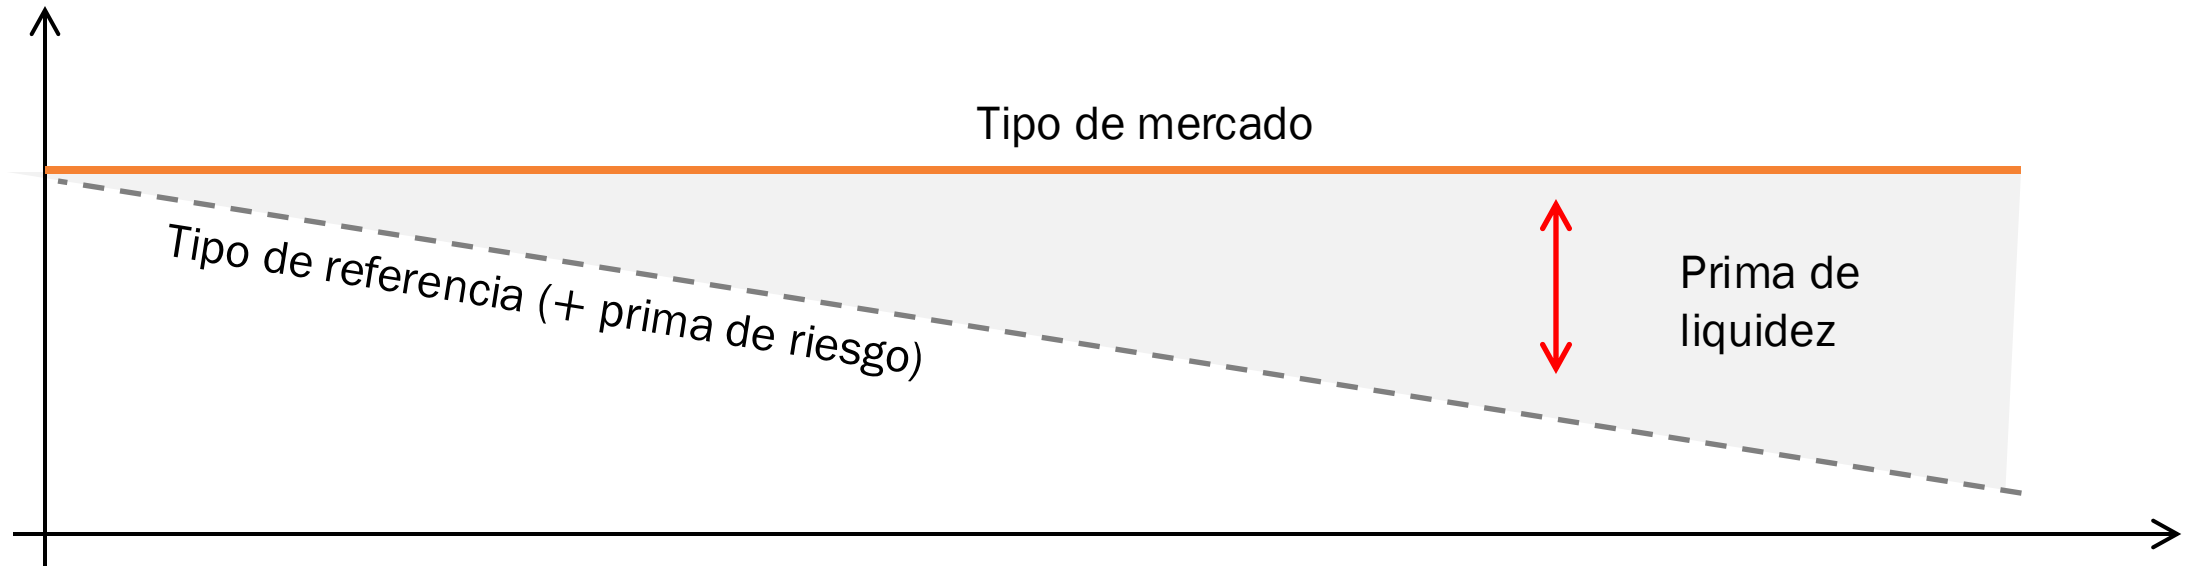 Tipo de mercado
Tipo de referencia (+ prima de riesgo)
Prima de
liquidez